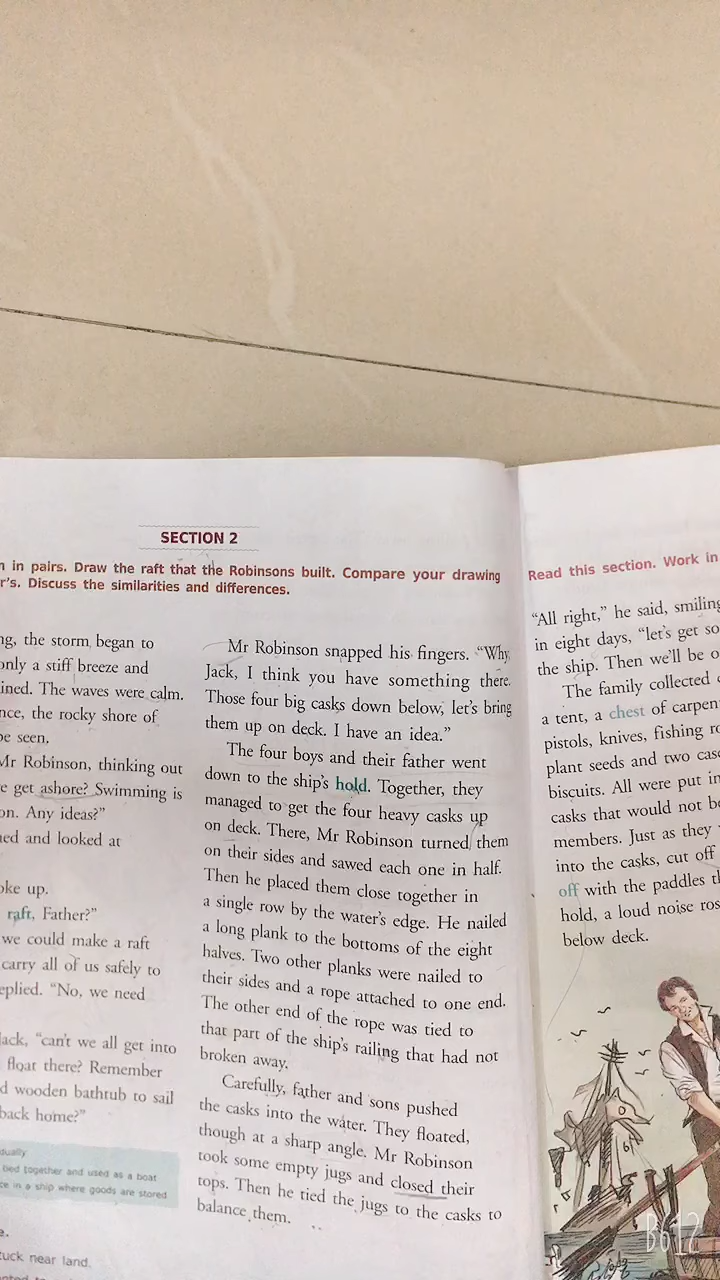 SECTION 2
in pairs. Draw the raft that the Robinsons built. Compare your drawing
r's. Discuss the similarities and differences.
the storm began to
only a stiff breeze and
ined. The waves were calm.
nce, the rocky shore of
be seen.
Mr Robinson, thinking out
e get ashore? Swimming is
on. Any ideas?"
ned and looked at
oke up.
raft, Father?"
we could make a raft
carry all of us safely to
eplied. "No, we need
Jack, "can't we all get into
float there? Remember
d wooden bathtub to sail
back home?"
dually
tied together and used as a boat
ce in a ship where goods are stored
e.
tuck near land.
Mr Robinson snapped his fingers. "Why,
Jack, I think you have something there.
Those four big casks down below, let's bring
them up on deck. I have an idea."
The four boys and their father went
down to the ship's hold. Together, they
managed to get the four heavy casks up
on deck. There, Mr Robinson turned them
on their sides and sawed each one in half.
Then he placed them close together in
a single row by the water's edge. He nailed
a long plank to the bottoms of the eight
halves. Two other planks were nailed to
their sides and a rope attached to one end.
The other end of the rope was tied to
that part of the ship's railing that had not
broken away.
Carefully, father and sons pushed
the casks into the water. They floated,
though at a sharp angle. Mr Robinson
took some empty jugs and closed their
tops. Then he tied the jugs to the casks to
balance them.
Read this section. Work in
"All right," he said, smiling
in eight days, "let's get so
the ship. Then we'll be o
The family collected
a tent, a chest of carpen
pistols, knives, fishing ro
plant seeds and two cas
biscuits. All were put in
casks that would not be
members. Just as they
into the casks, cut off
off with the paddles th
hold, a loud noise ros
below deck.
B612